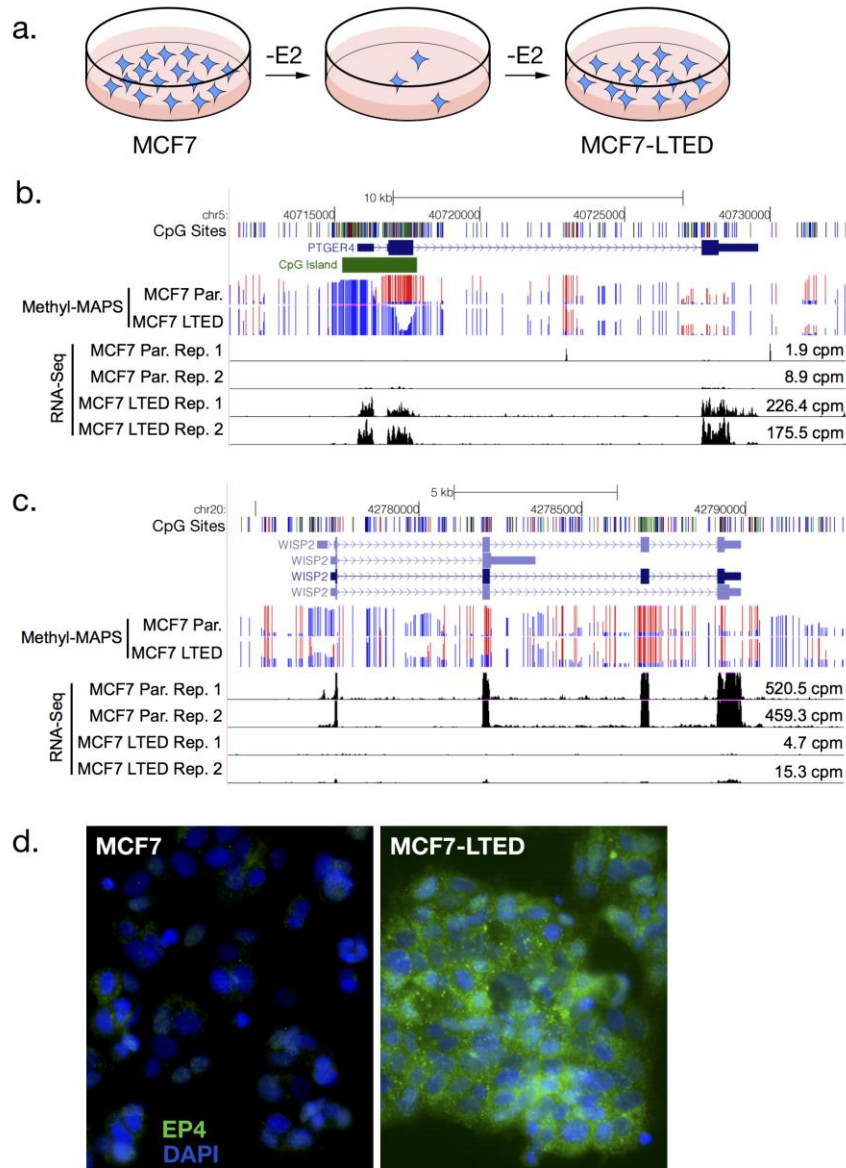 a.
-E2
-E2
MCF7
MCF7-LTED
b.
10 kb
chr5:
40715000
40720000
40725000
40730000
CpG Sites
PTGER4
CpG Island
Methyl-MAPS
MCF7 Par.
MCF7 LTED
RNA-Seq
MCF7 Par. Rep. 1
1.9 cpm
MCF7 Par. Rep. 2
8.9 cpm
MCF7 LTED Rep. 1
226.4 cpm
MCF7 LTED Rep. 2
175.5 cpm
c.
5 kb
chr20:
42780000
42785000
42790000
CpG Sites
WISP2
WISP2
WISP2
WISP2
Methyl-MAPS
MCF7 Par.
MCF7 LTED
RNA-Seq
MCF7 Par. Rep. 1
520.5 cpm
MCF7 Par. Rep. 2
459.3 cpm
MCF7 LTED Rep. 1
4.7 cpm
MCF7 LTED Rep. 2
15.3 cpm
d.
MCF7
MCF7-LTED
EP4
DAPI